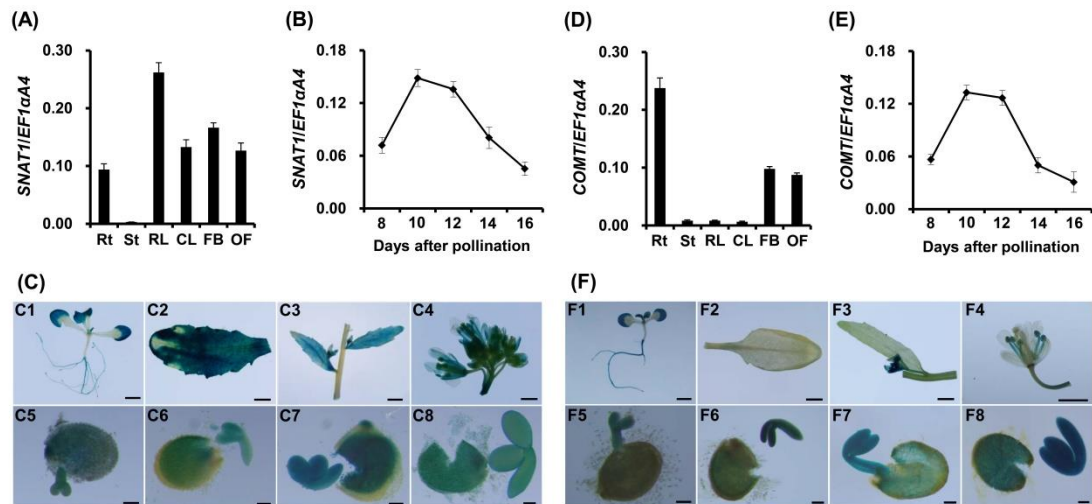 (A)
SNAT1/EF1αA4
0.30
0.20
0.10
0.00
Rt St RL CL FB OF
(B)
SNAT1/EF1αA4
0.18
0.12
0.06
0.00
8 10 12 14 16
Days after pollination
(D)
COMT/EF1αA4
0.30
0.20
0.10
0.00
Rt St RL CL FB OF
(E)
COMT/EF1αA4
0.18
0.12
0.06
0.00
8 10 12 14 16
Days after pollination
(C)
C1 C2 C3 C4
C5 C6 C7 C8
(F)
F1 F2 F3 F4
F5 F6 F7 F8